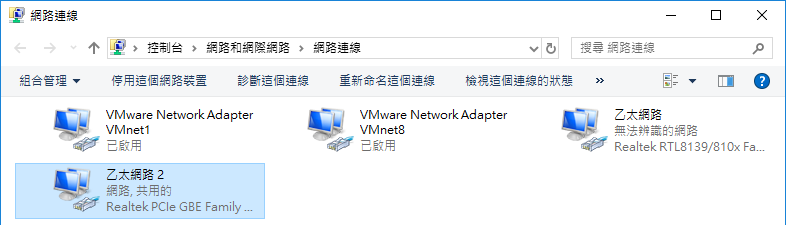 網路連線
控制台 > 網路和網際網路 > 網路連線
搜尋 網路連線
組合管理 停用這個網路裝置 診斷這個連線 重新命名這個連線 檢視這個連線的狀態 »
VMware Network Adapter
VMnet1
已啟用
VMware Network Adapter
VMnet8
已啟用
乙太網路
無法辨識的網路
Realtek RTL8139/810x Fa...
乙太網路 2
網路, 共用的
Realtek PCIe GBE Family ...